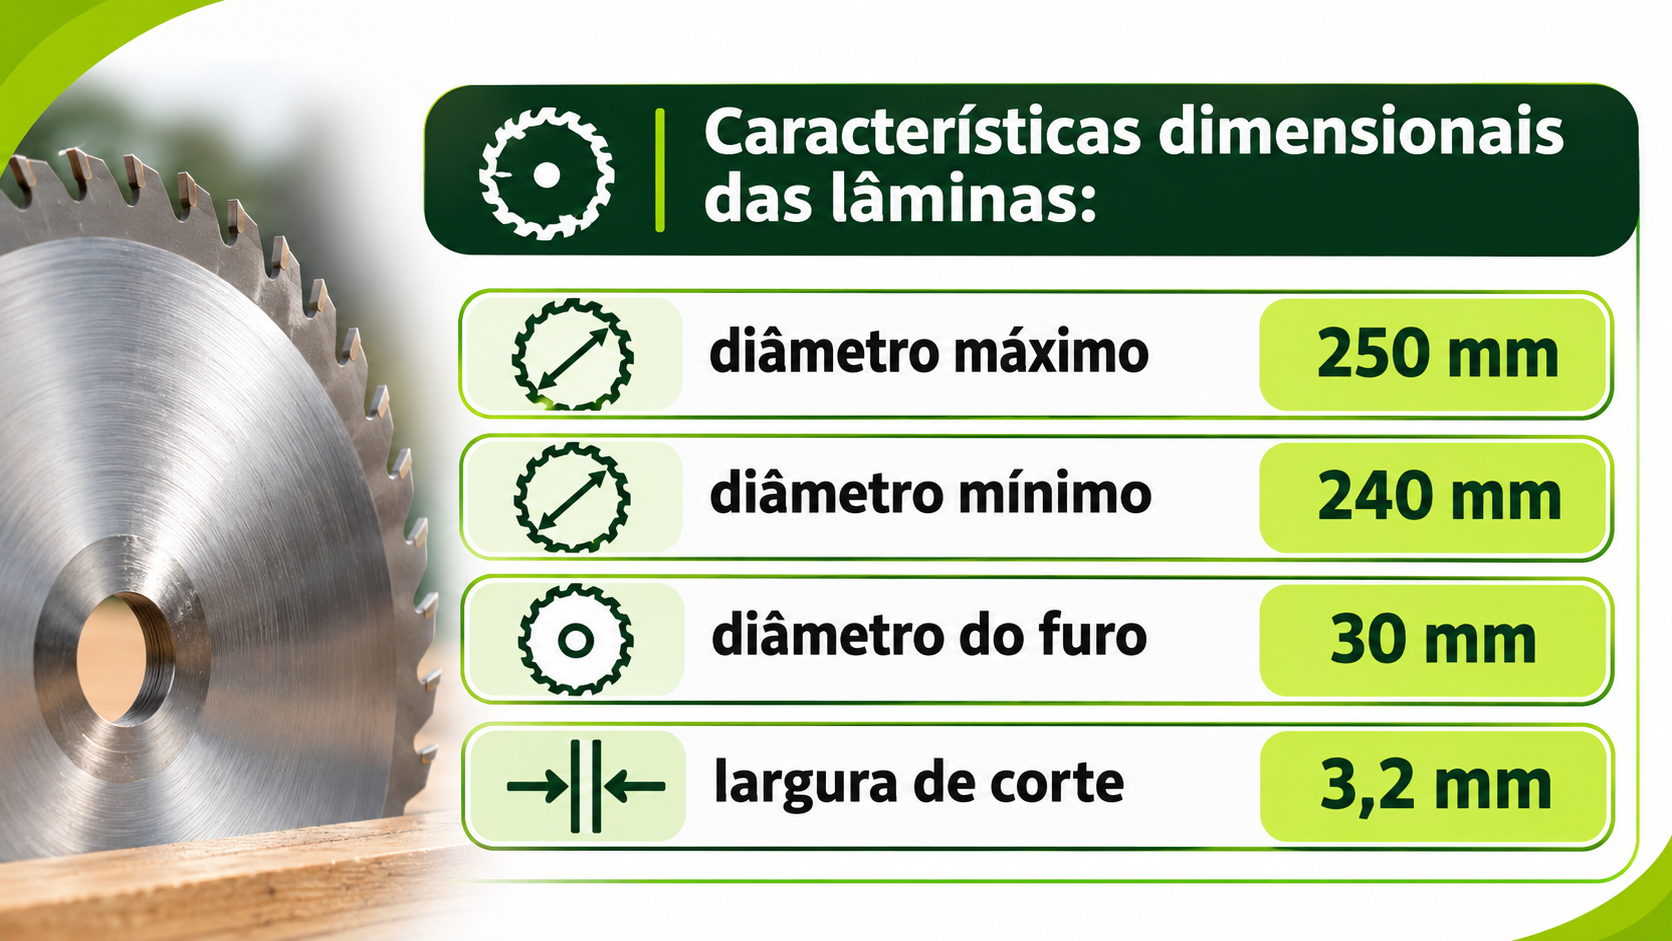 Características dimensionais
das lâminas:
diâmetro máximo
250 mm
diâmetro mínimo
240 mm
diâmetro do furo
30 mm
largura de corte
3,2 mm